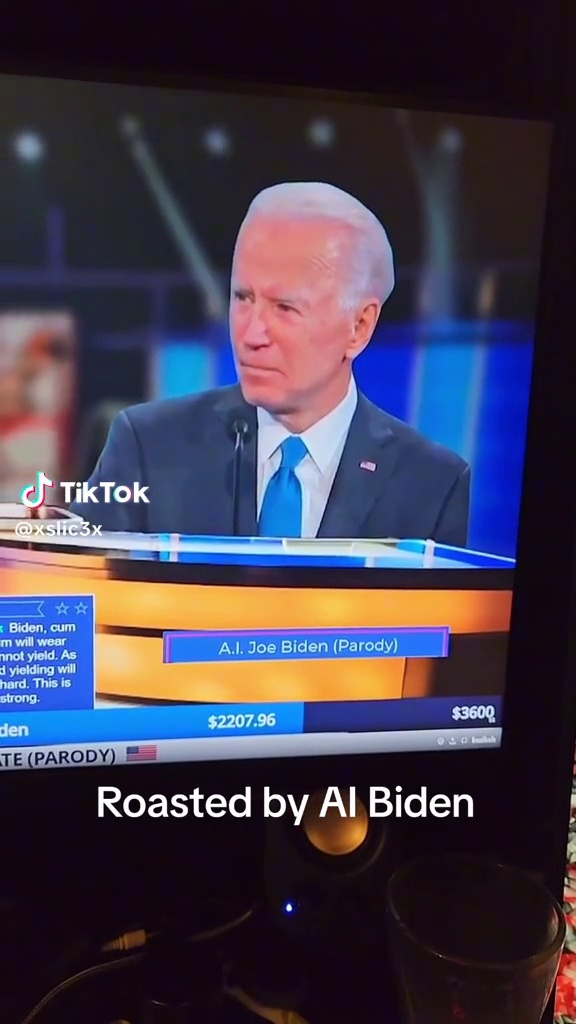 TikTok
@xslic3x
Biden, cum
m will wear
nnot yield. As
d yielding will
hard. This is
strong.
A.I. Joe Biden (Parody)
den
$2207.96
$3600
ATE (PARODY)
Roasted by AI Biden